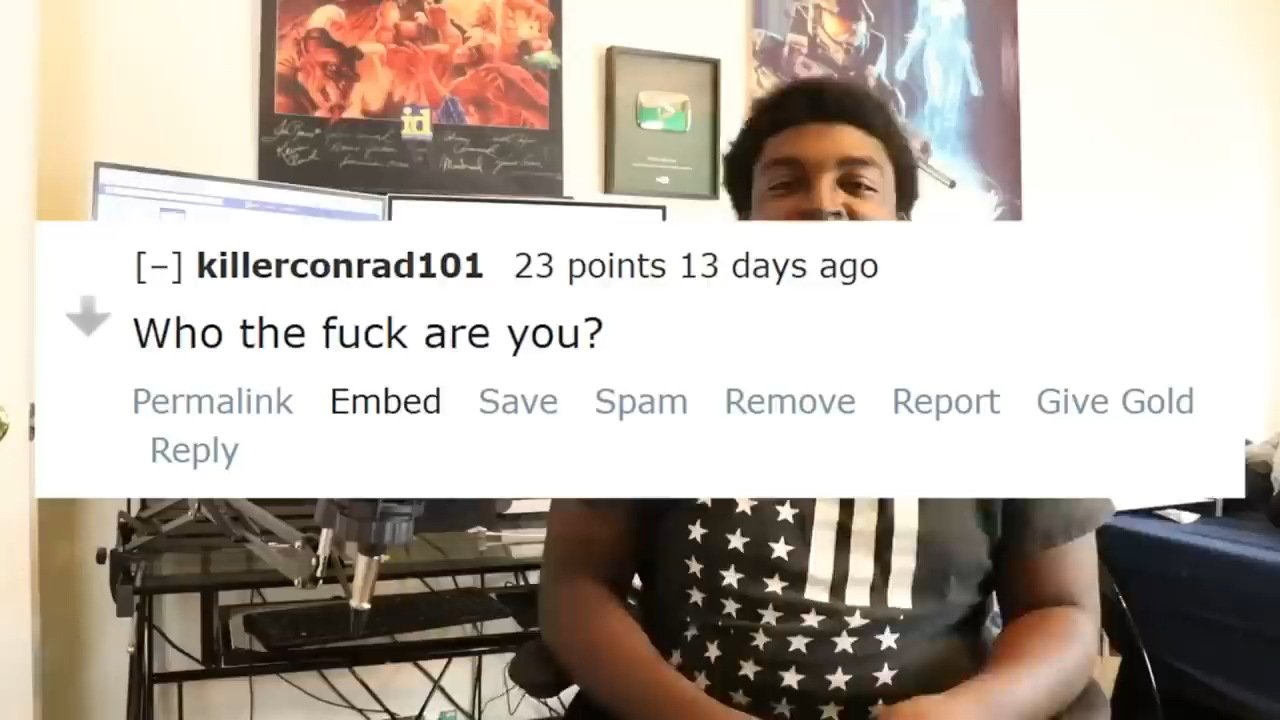 id
[–] killerconrad101 23 points 13 days ago
Who the fuck are you?
Permalink Embed Save Spam Remove Report Give Gold
Reply